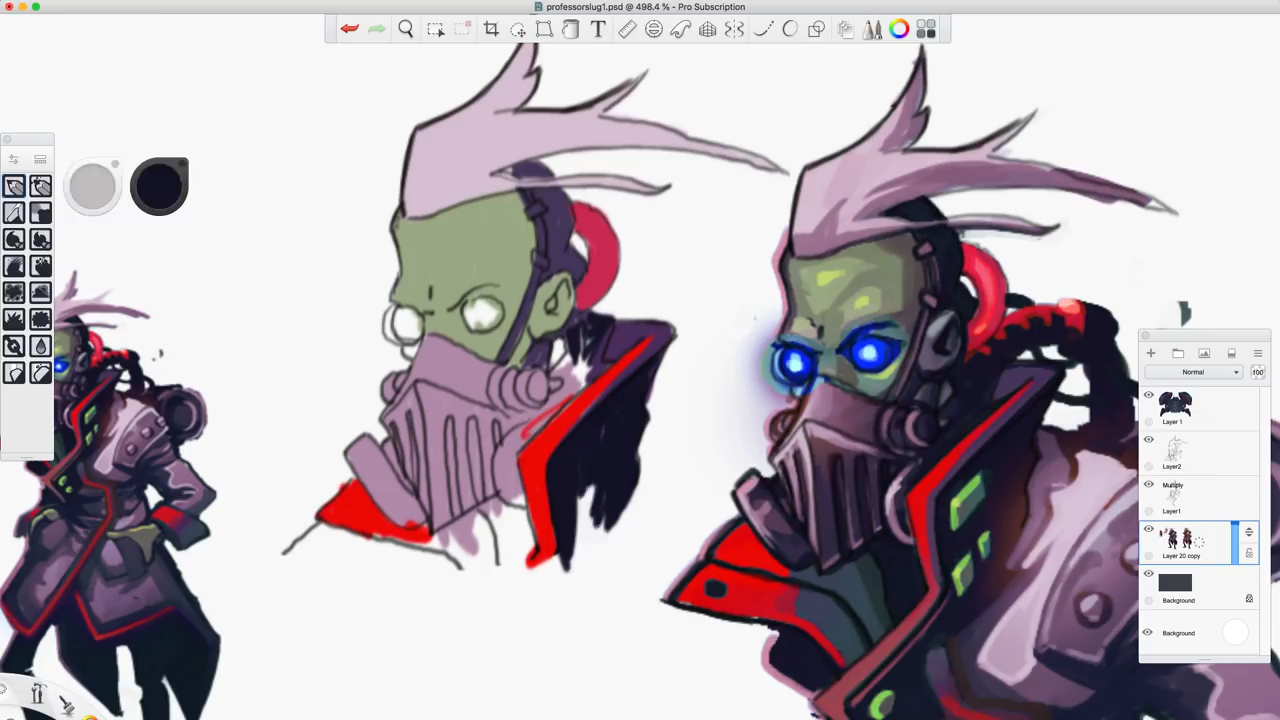 professorslug1.psd @ 498.4 % - Pro Subscription
T
Normal
100
Layer 1
Layer2
Multiply
Layer1
Layer 20 copy
Background
Background